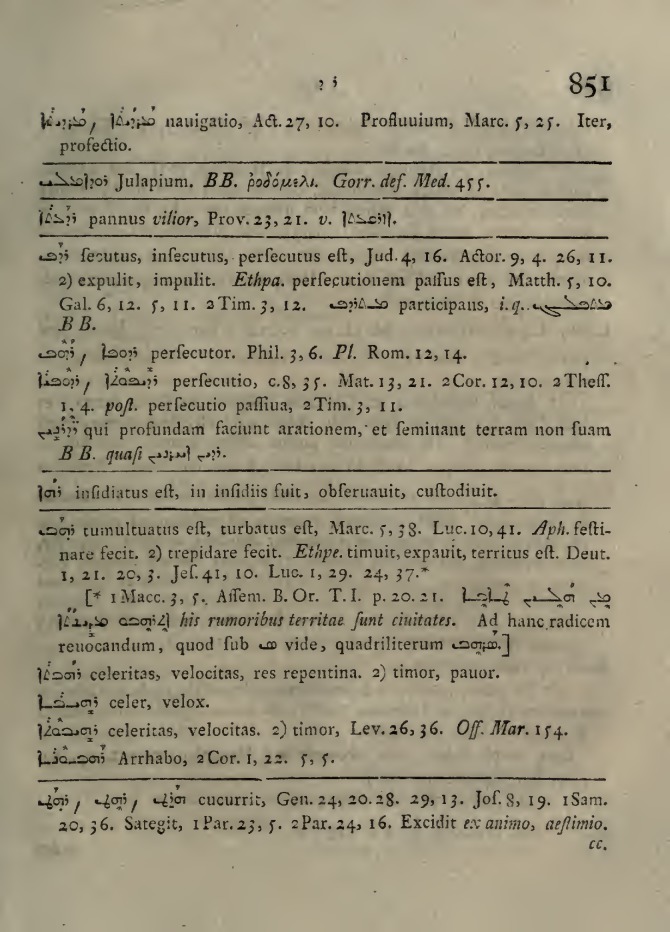 ܕ ܪ 851
nauigatio, Act. 27, 10. Profluuium, Marc. 5, 25. Iter,
profectio.
Julapium. BB. ῥοδόμελι. Gorr. def. Med. 455.
pannus vilior, Prov. 23, 21. v.
ܪܕܦ ſecutus, inſecutus, perſecutus eſt, Jud. 4, 16. Actor. 9, 4. 26, 11.
2) expulit, impulit. Ethpa. perſecutionem paſſus eſt, Matth. 5, 10.
Gal. 6, 12. 5, 11. 2 Tim. 3, 12. participans, i. q.
BB.
ܪܕܘܦܐ perſecutor. Phil. 3, 6. Pl. Rom. 12, 14.
perſecutio, c. 8, 35. Mat. 13, 21. 2 Cor. 12, 10. 2 Theſſ.
1, 4. poſt. perſecutio paſſiua, 2 Tim. 3, 11.
qui profundam faciunt arationem, et ſeminant terram non ſuam
BB. quaſi
ܪܗܐ inſidiatus eſt, in inſidiis fuit, obſeruauit, cuſtodiuit.
ܪܗܒ tumultuatus eſt, turbatus eſt, Marc. 5, 38. Luc. 10, 41. Aph. feſti-
nare fecit. 2) trepidare fecit. Ethpe. timuit, expauit, territus eſt. Deut.
1, 21. 20, 3. Jeſ. 41, 10. Luc. 1, 29. 24, 37.*
[* 1 Macc. 3, 5. Aſſem. B. Or. T. I. p. 20. 21.
his rumoribus territae ſunt ciuitates. Ad hanc radicem
reuocandum, quod ſub ܣ vide, quadriliterum ܣܪܗܒ.]
celeritas, velocitas, res repentina. 2) timor, pauor.
celer, velox.
celeritas, velocitas. 2) timor, Lev. 26, 36. Off. Mar. 154.
ܪܗܒܘܢܐ Arrhabo, 2 Cor. 1, 22. 5, 5.
cucurrit, Gen. 24, 20. 28. 29, 13. Joſ. 8, 19. 1 Sam.
20, 36. Sategit, 1 Par. 23, 5. 2 Par. 24, 16. Excidit ex animo, aeſtimio.
cc.